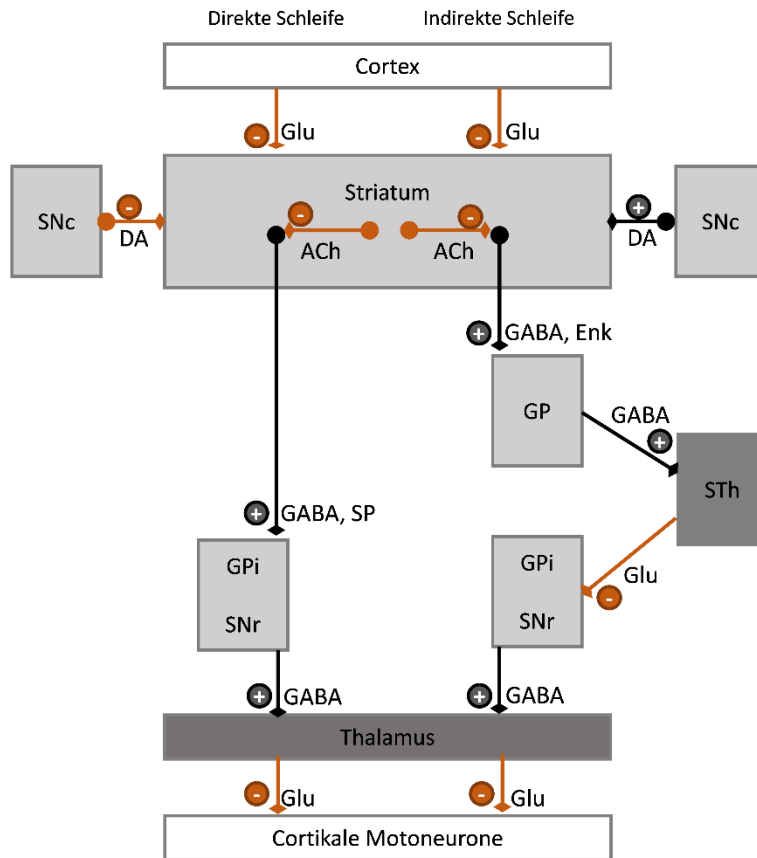 Direkte Schleife
Indirekte Schleife
Cortex
-
Glu
-
Glu
SNc
-
DA
Striatum
-
ACh
-
ACh
+
DA
SNc
+
GABA, Enk
GP
GABA
+
STh
+
GABA, SP
GPi
SNr
GPi
SNr
Glu
-
+
GABA
+
GABA
Thalamus
-
Glu
-
Glu
Cortikale Motoneurone